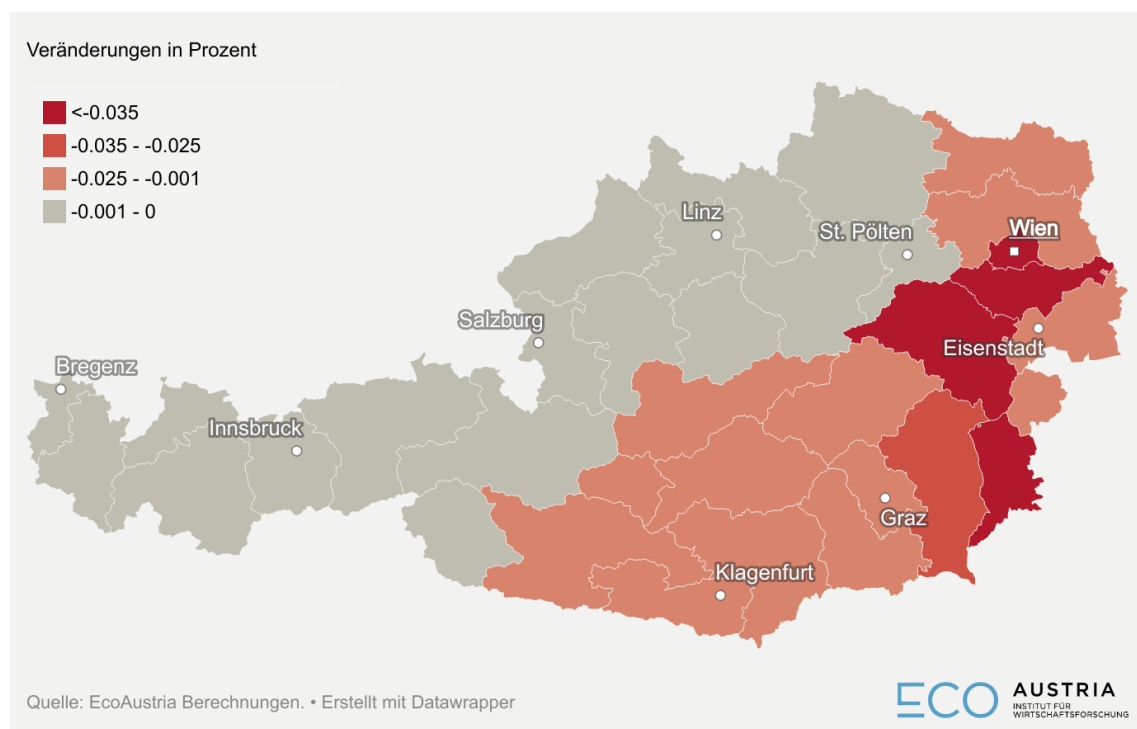 Veränderungen in Prozent
<-0.035
-0.035 - -0.025
-0.025 - -0.001
-0.001 - 0
Linz
St. Pölten
Wien
Salzburg
Eisenstadt
Bregenz
Innsbruck
Graz
Klagenfurt
Quelle: EcoAustria Berechnungen. • Erstellt mit Datawrapper
ECO AUSTRIA
INSTITUT FÜR
WIRTSCHAFTSFORSCHUNG